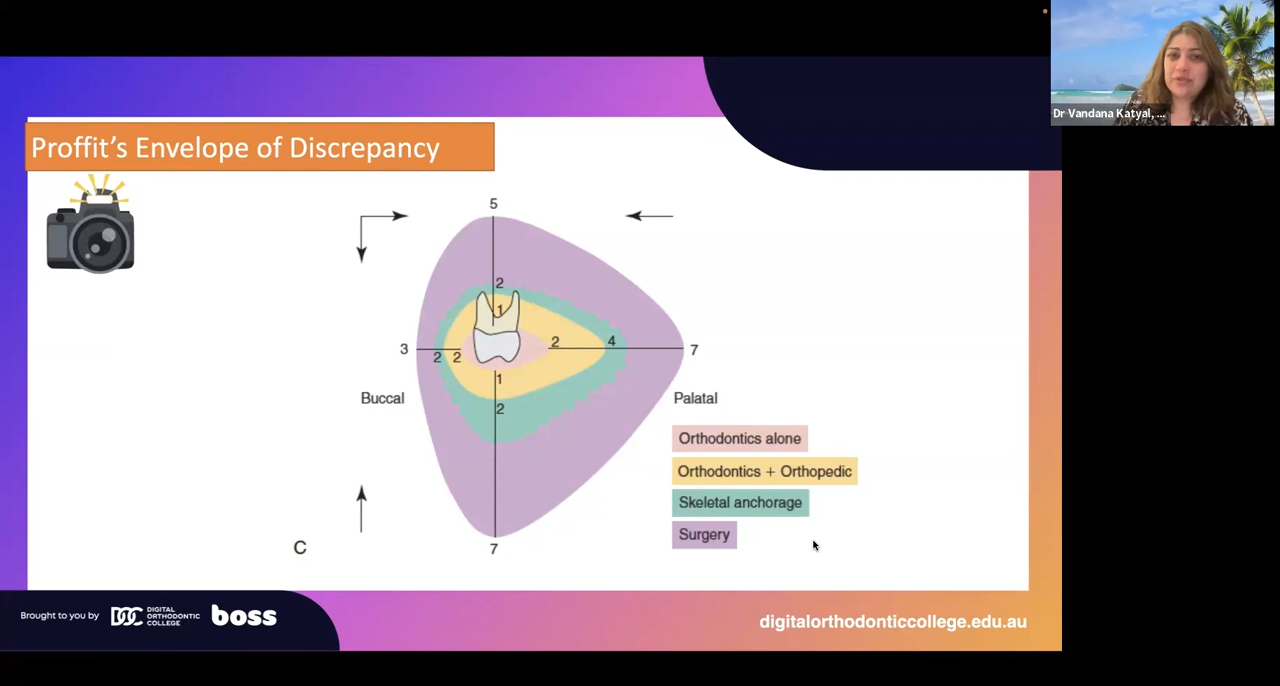 Dr Vandana Katyal, ...
Proffit's Envelope of Discrepancy
5
2
1
3
2
2
2
4
7
1
2
Buccal
Palatal
Orthodontics alone
Orthodontics + Orthopedic
Skeletal anchorage
Surgery
C
7
Brought to you by
DOC
DIGITAL
ORTHODONTIC
COLLEGE
boss
digitalorthodonticcollege.edu.au